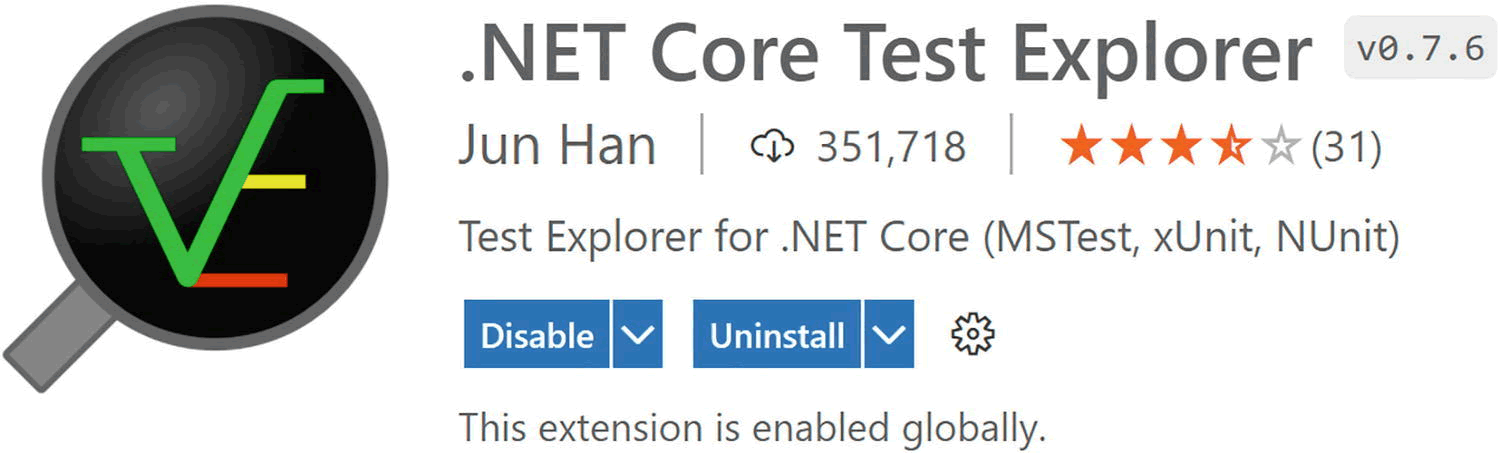 .NET Core Test Explorer v0.7.6
Jun Han 351,718 (31)
Test Explorer for .NET Core (MSTest, xUnit, NUnit)
Disable Uninstall
This extension is enabled globally.